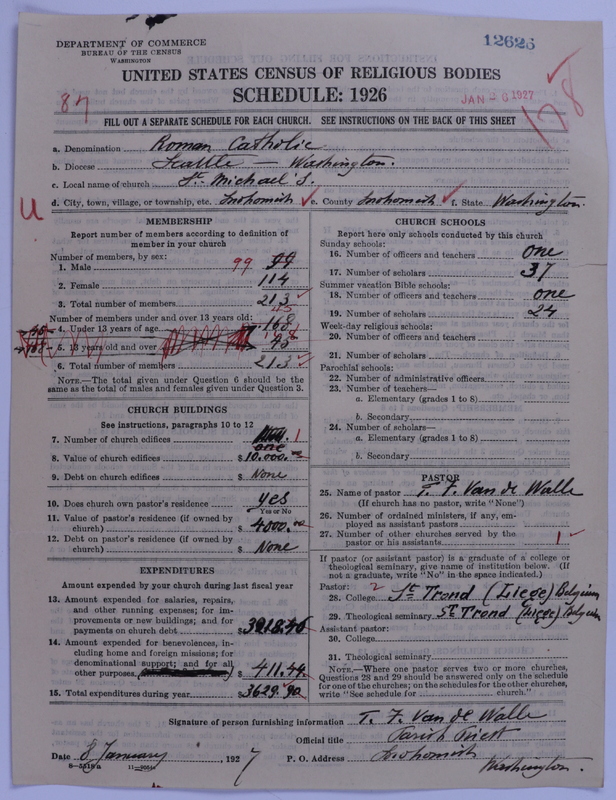 DEPARTMENT OF COMMERCE
BUREAU OF THE CENSUS
WASHINGTON
12626
UNITED STATES CENSUS OF RELIGIOUS BODIES
SCHEDULE: 1926
87
JAN 26 1927
178
FILL OUT A SEPARATE SCHEDULE FOR EACH CHURCH. SEE INSTRUCTIONS ON THE BACK OF THIS SHEET
a. Denomination Roman Catholic
b. Diocese Seattle — Washington.
c. Local name of church St. Michael's.
d. City, town, village, or township, etc. Snohomish e. County Snohomish f. State Washington.
U
MEMBERSHIP
Report number of members according to definition of member in your church
Number of members, by sex:
1. Male 99
2. Female 114
3. Total number of members 213
Number of members under and over 13 years old:
4. Under 13 years of age 45 168
5. 13 years old and over
6. Total number of members 213
NOTE.—The total given under Question 6 should be the same as the total of males and females given under Question 3.
CHURCH BUILDINGS
See instructions, paragraphs 10 to 12
7. Number of church edifices one 1
8. Value of church edifices $ 10.000.
9. Debt on church edifices $ None
10. Does church own pastor's residence? yes
Yes or No
11. Value of pastor's residence (if owned by church) $ 4000.00
12. Debt on pastor's residence (if owned by church) $ None
EXPENDITURES
Amount expended by your church during last fiscal year
13. Amount expended for salaries, repairs, and other running expenses; for improvements or new buildings; and for payments on church debt $ 3218.46
14. Amount expended for benevolences, including home and foreign missions; for denominational support; and for all other purposes, $ 411.44
15. Total expenditures during year $ 3629.90
CHURCH SCHOOLS
Report here only schools conducted by this church
Sunday schools:
16. Number of officers and teachers one
17. Number of scholars 37
Summer vacation Bible schools:
18. Number of officers and teachers one
19. Number of scholars 24
Week-day religious schools:
20. Number of officers and teachers
21. Number of scholars
Parochial schools:
22. Number of administrative officers
23. Number of teachers—
a. Elementary (grades 1 to 8)
b. Secondary
24. Number of scholars—
a. Elementary (grades 1 to 8)
b. Secondary
PASTOR
25. Name of pastor T. F. Van de Walle
(If church has no pastor, write "None")
26. Number of ordained ministers, if any, employed as assistant pastors
27. Number of other churches served by the pastor or his assistants 1
If pastor (or assistant pastor) is a graduate of a college or theological seminary, give name of institution below. (If not a graduate, write "No" in the space indicated.)
Pastor: 2
28. College St Trond (Liege) Belgium
29. Theological seminary St Trond (Liège) Belgium
Assistant pastor:
30. College
31. Theological seminary
NOTE.—Where one pastor serves two or more churches, Questions 28 and 29 should be answered only on the schedule for one of the churches; on the schedules for the other churches, write "See schedule for church."
Signature of person furnishing information T. F. Van de Walle
Official title Parish Priest
Date 8 January, 1927 P. O. Address Snohomish
Washington.
8—5518a